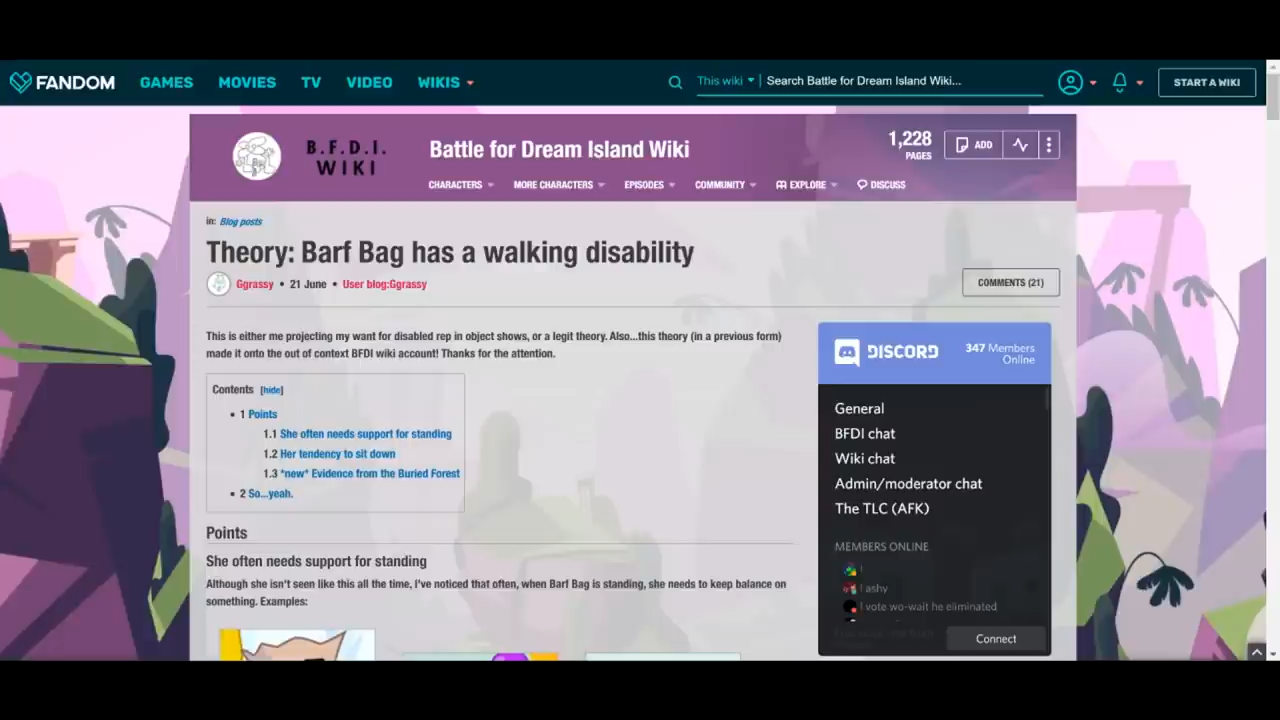 FANDOM GAMES MOVIES TV VIDEO WIKIS This wiki Search Battle for Dream Island Wiki... START A WIKI
B.F.D.I. WIKI
Battle for Dream Island Wiki
1,228 PAGES
ADD
CHARACTERS MORE CHARACTERS EPISODES COMMUNITY EXPLORE DISCUSS
in: Blog posts
Theory: Barf Bag has a walking disability
Ggrassy • 21 June • User blog:Ggrassy
COMMENTS (21)
This is either me projecting my want for disabled rep in object shows, or a legit theory. Also...this theory (in a previous form)
made it onto the out of context BFDI wiki account! Thanks for the attention.
Contents [hide]
• 1 Points
1.1 She often needs support for standing
1.2 Her tendency to sit down
1.3 *new* Evidence from the Buried Forest
• 2 So...yeah.
Points
She often needs support for standing
Although she isn't seen like this all the time, I've noticed that often, when Barf Bag is standing, she needs to keep balance on
something. Examples:
DISCORD
347 Members
Online
General
BFDI chat
Wiki chat
Admin/moderator chat
The TLC (AFK)
MEMBERS ONLINE
!
! ashy
! vote wo-wait he eliminated
Connect